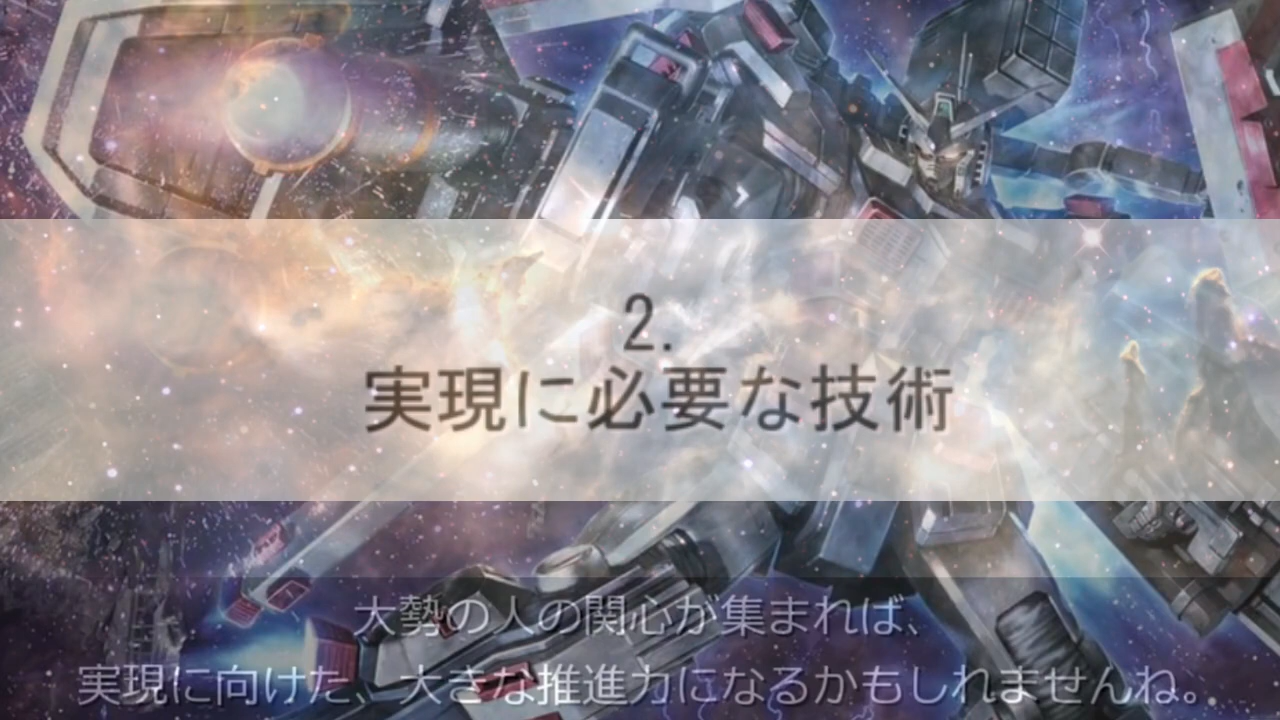 2.
実現に必要な技術
大勢の人の関心が集まれば、
実現に向けた、大きな推進力になるかもしれませんね。